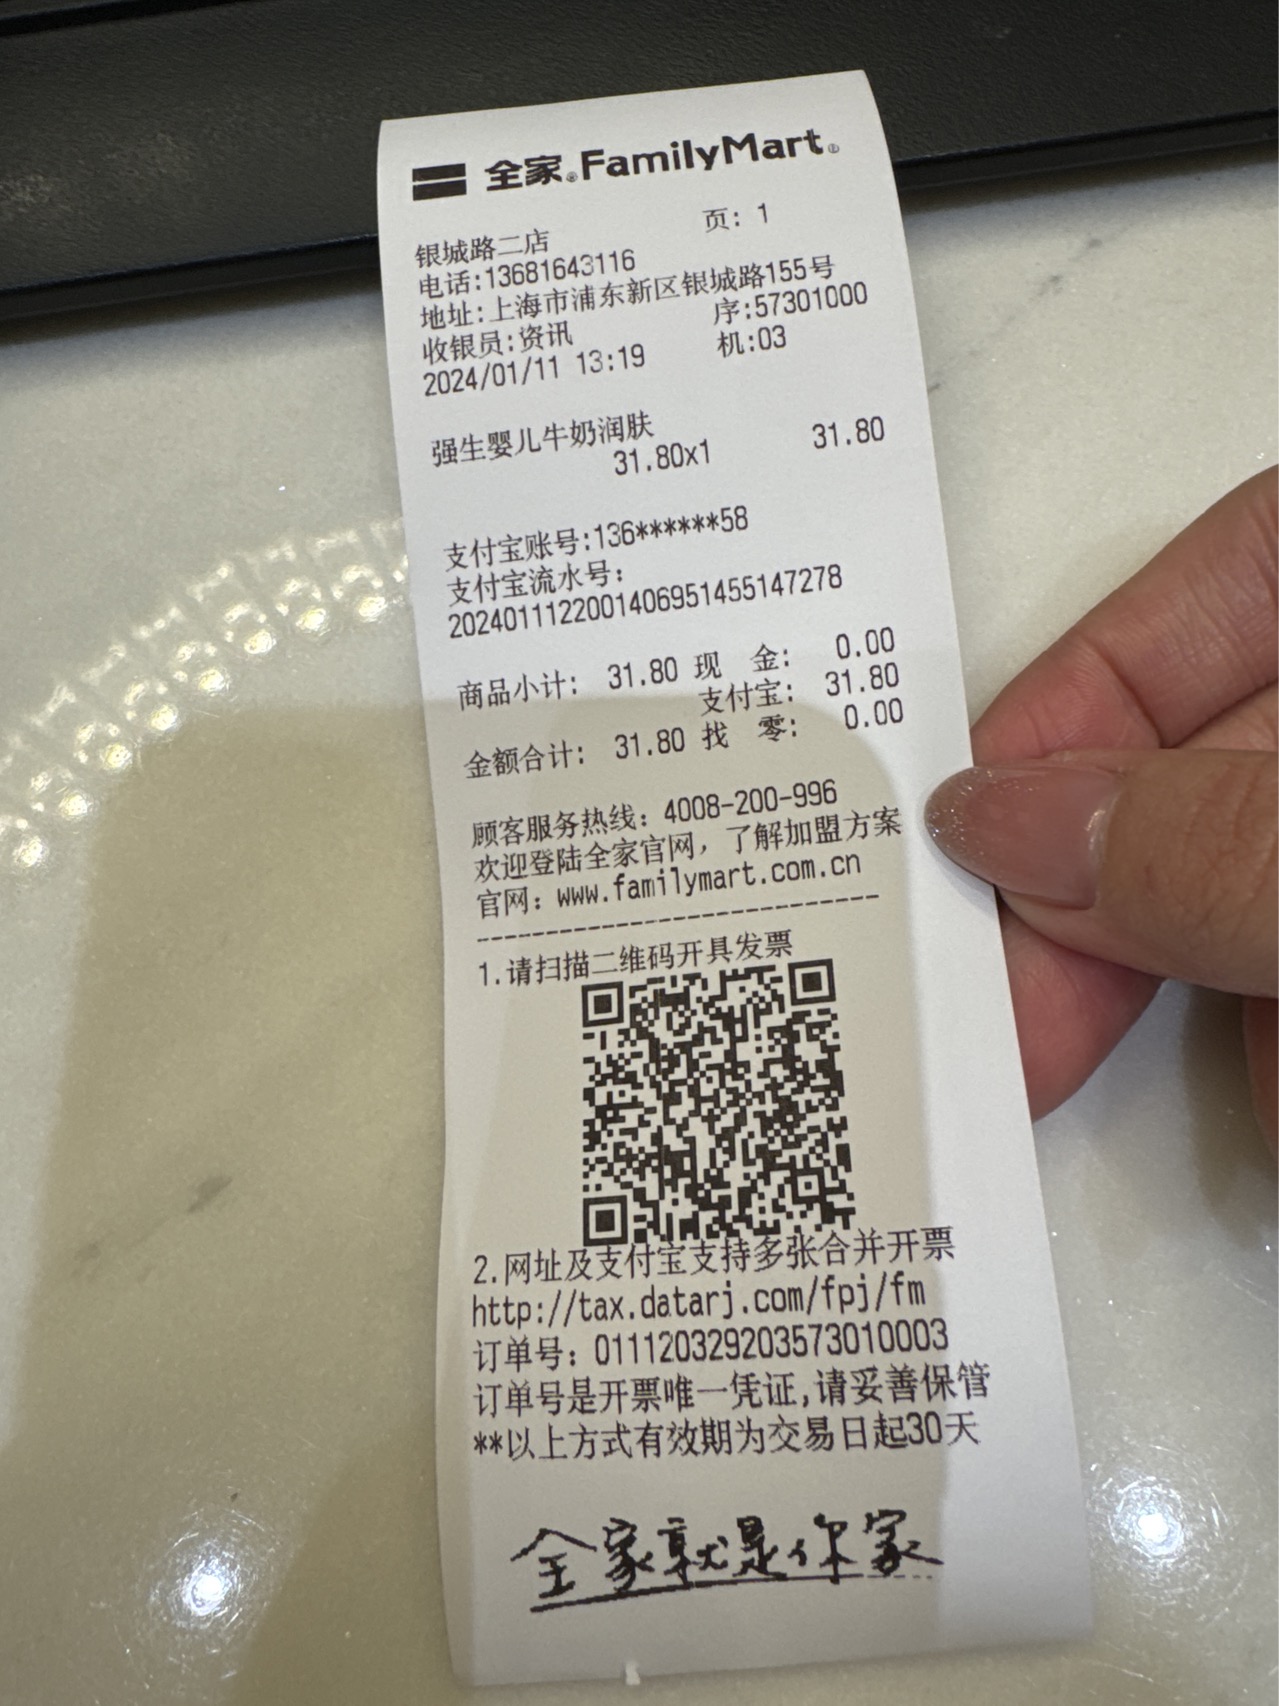 全家®FamilyMart®
页: 1
银城路二店
电话:13681643116
地址:上海市浦东新区银城路155号
收银员:资讯 序:57301000
2024/01/11 13:19 机:03
强生婴儿牛奶润肤
31.80x1 31.80
支付宝账号:136******58
支付宝流水号:
2024011122001406951455147278
商品小计: 31.80 现 金: 0.00
支付宝: 31.80
金额合计: 31.80 找 零: 0.00
顾客服务热线: 4008-200-996
欢迎登陆全家官网, 了解加盟方案
官网: www.familymart.com.cn
--------------------------------
1.请扫描二维码开具发票
2.网址及支付宝支持多张合并开票
http://tax.datarj.com/fpj/fm
订单号: 011120329203573010003
订单号是开票唯一凭证,请妥善保管
**以上方式有效期为交易日起30天
全家就是你家